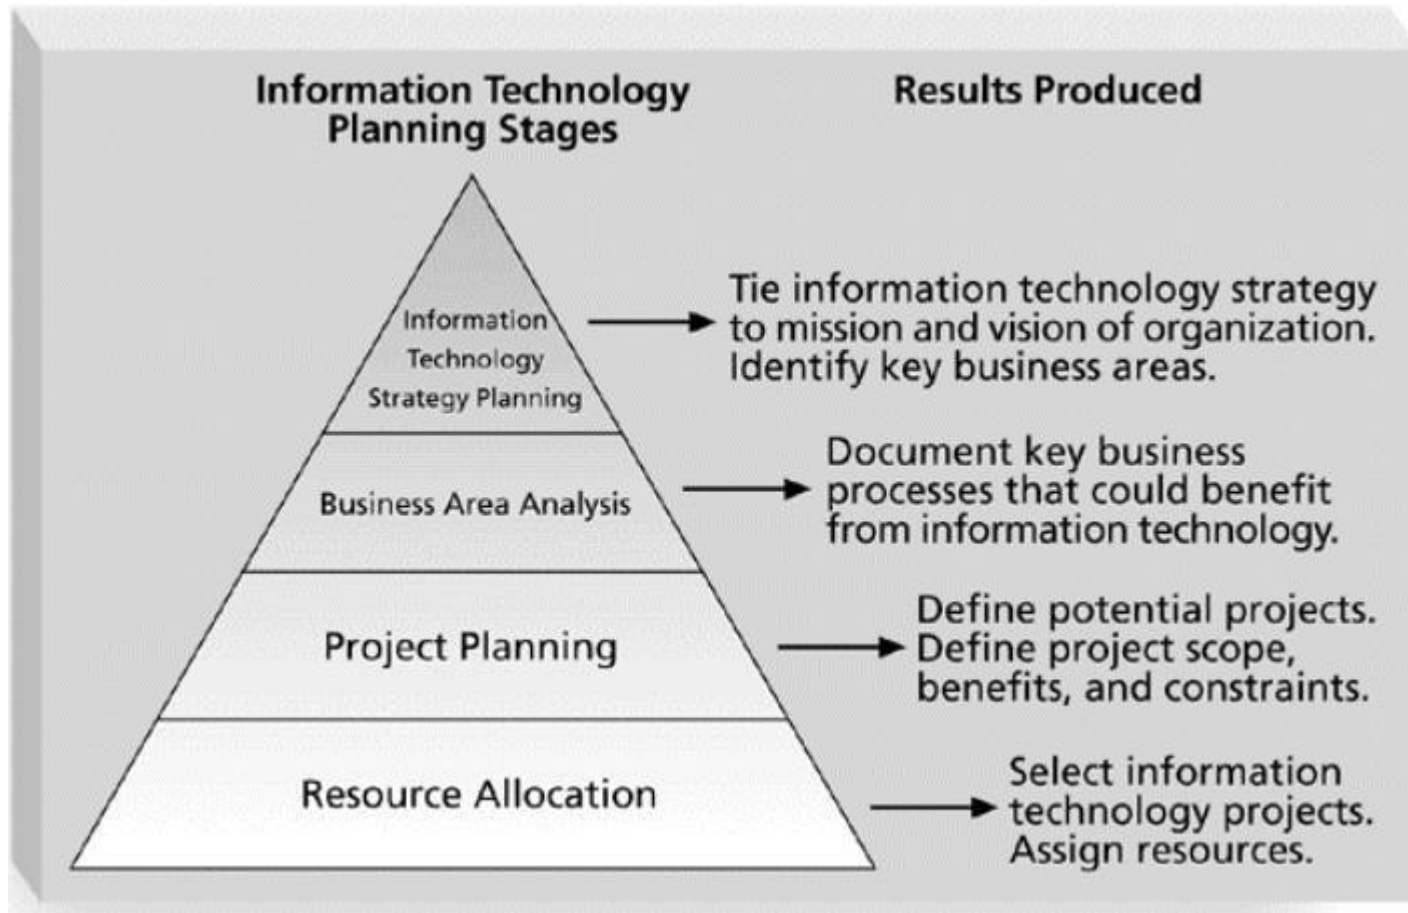 Information Technology
Planning Stages
Results Produced
Information
Technology
Strategy Planning
Tie information technology strategy
to mission and vision of organization.
Identify key business areas.
Business Area Analysis
Document key business
processes that could benefit
from information technology.
Project Planning
Define potential projects.
Define project scope,
benefits, and constraints.
Resource Allocation
Select information
technology projects.
Assign resources.